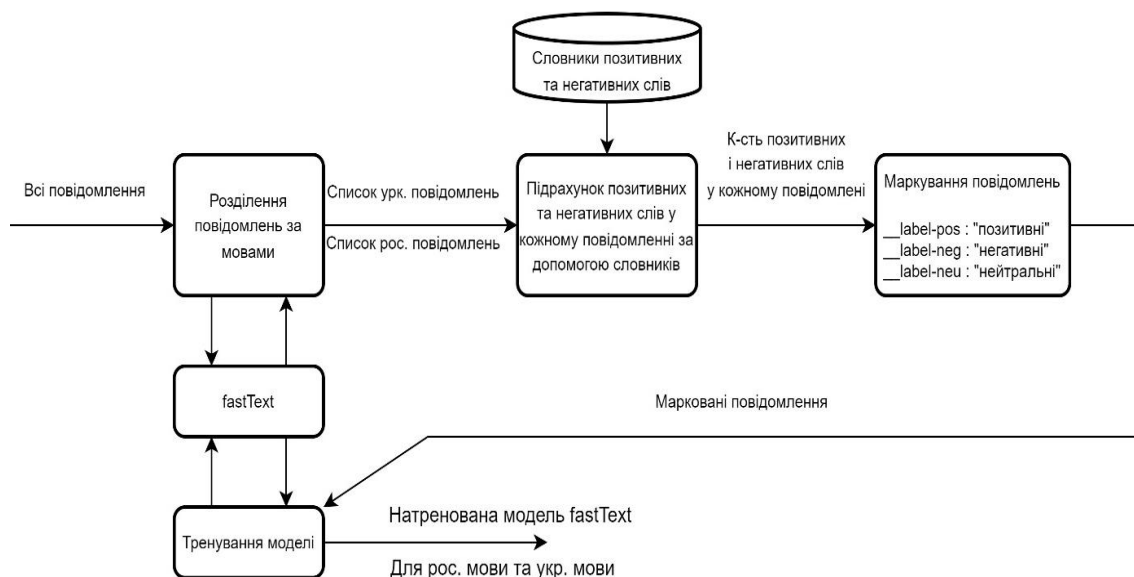 Словники позитивних
та негативних слів
Всі повідомлення
Розділення
повідомлень за
мовами
Список урк. повідомлень
Список рос. повідомлень
Підрахунок позитивних
та негативних слів у
кожному повідомленні за
допомогою словників
К-сть позитивних
і негативних слів
у кожному повідомлені
Маркування повідомлень
__label-pos : "позитивні"
__label-neg : "негативні"
__label-neu : "нейтральні"
fastText
Марковані повідомлення
Тренування моделі
Натренована модель fastText
Для рос. мови та укр. мови